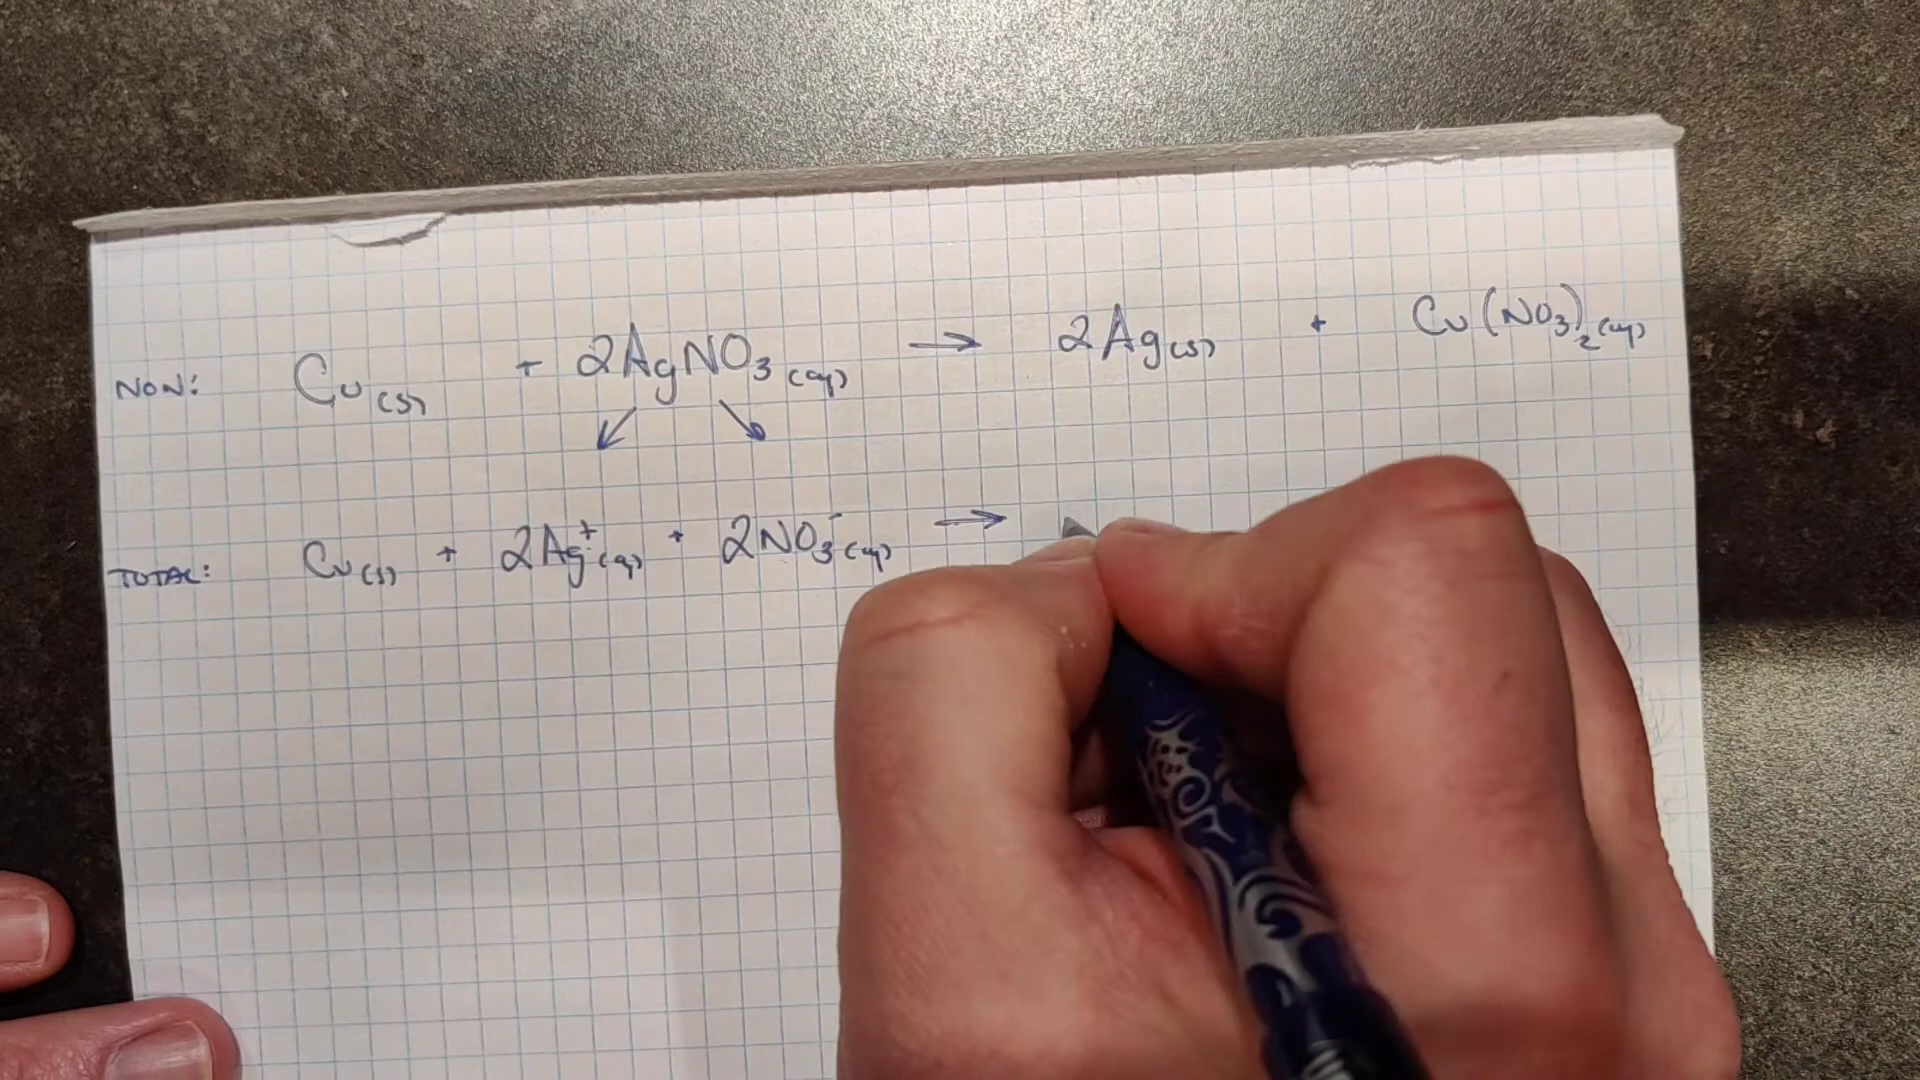 NON: Cu(s) + 2AgNO3(aq) → 2Ag(s) + Cu(NO3)2(aq)
TOTAL: Cu(s) + 2Ag+(aq) + 2NO3-(aq) →